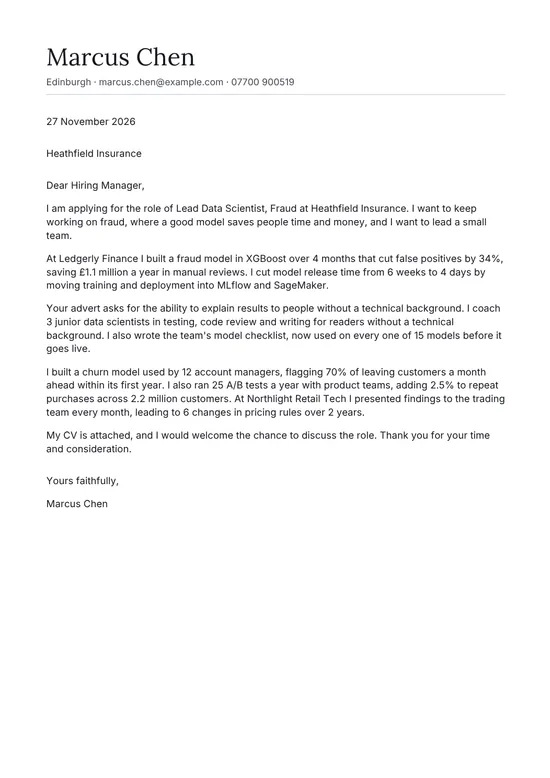 Marcus Chen
Edinburgh · marcus.chen@example.com · 07700 900519
27 November 2026
Heathfield Insurance
Dear Hiring Manager,
I am applying for the role of Lead Data Scientist, Fraud at Heathfield Insurance. I want to keep
working on fraud, where a good model saves people time and money, and I want to lead a small
team.
At Ledgerly Finance I built a fraud model in XGBoost over 4 months that cut false positives by 34%,
saving £1.1 million a year in manual reviews. I cut model release time from 6 weeks to 4 days by
moving training and deployment into MLflow and SageMaker.
Your advert asks for the ability to explain results to people without a technical background. I coach
3 junior data scientists in testing, code review and writing for readers without a technical
background. I also wrote the team's model checklist, now used on every one of 15 models before it
goes live.
I built a churn model used by 12 account managers, flagging 70% of leaving customers a month
ahead within its first year. I also ran 25 A/B tests a year with product teams, adding 2.5% to repeat
purchases across 2.2 million customers. At Northlight Retail Tech I presented findings to the trading
team every month, leading to 6 changes in pricing rules over 2 years.
My CV is attached, and I would welcome the chance to discuss the role. Thank you for your time
and consideration.
Yours faithfully,
Marcus Chen